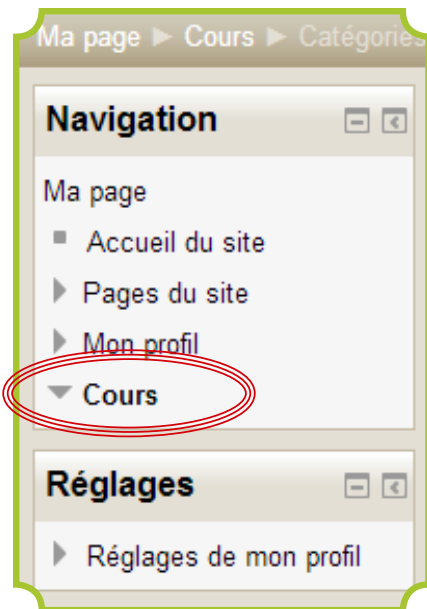 Ma page ► Cours ► Catégories
Navigation
Ma page
Accueil du site
Pages du site
Mon profil
Cours
Réglages
Réglages de mon profil